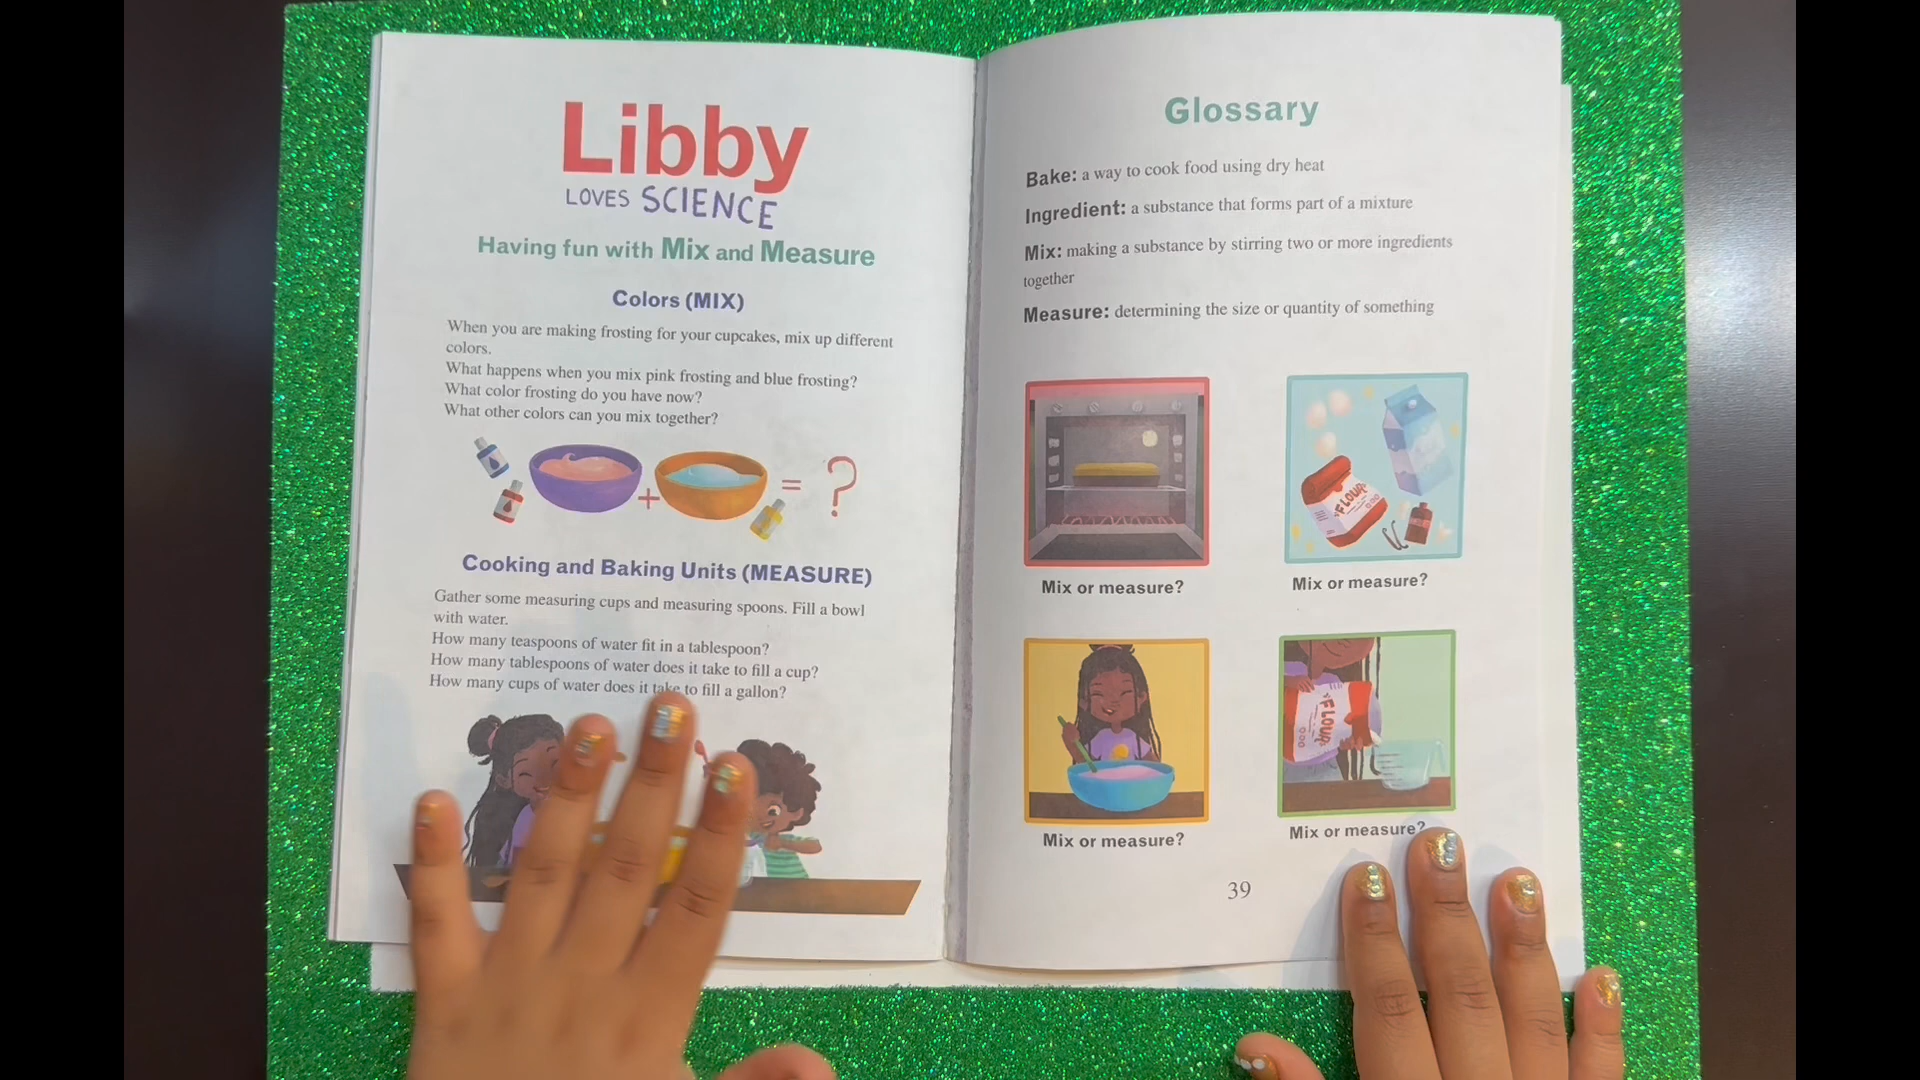 Libby
LOVES SCIENCE
Having fun with Mix and Measure
Colors (MIX)
When you are making frosting for your cupcakes, mix up different
colors.
What happens when you mix pink frosting and blue frosting?
What color frosting do you have now?
What other colors can you mix together?
+ = ?
Cooking and Baking Units (MEASURE)
Gather some measuring cups and measuring spoons. Fill a bowl
with water.
How many teaspoons of water fit in a tablespoon?
How many tablespoons of water does it take to fill a cup?
How many cups of water does it take to fill a gallon?
Glossary
Bake: a way to cook food using dry heat
Ingredient: a substance that forms part of a mixture
Mix: making a substance by stirring two or more ingredients
together
Measure: determining the size or quantity of something
FLOUR
Mix or measure?
Mix or measure?
FLOUR
Mix or measure?
Mix or measure?
39